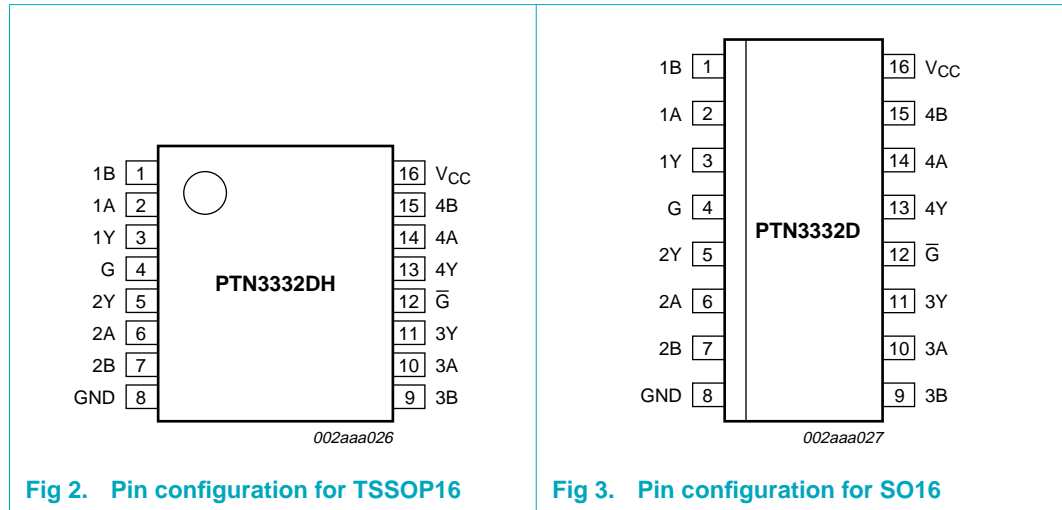 1B 1 16 VCC
1A 2 15 4B
1Y 3 14 4A
G 4 13 4Y
2Y 5 12 G̅
2A 6 11 3Y
2B 7 10 3A
GND 8 9 3B
PTN3332DH
002aaa026
Fig 2. Pin configuration for TSSOP16
1B 1 16 VCC
1A 2 15 4B
1Y 3 14 4A
G 4 13 4Y
PTN3332D
2Y 5 12 G̅
2A 6 11 3Y
2B 7 10 3A
GND 8 9 3B
002aaa027
Fig 3. Pin configuration for SO16